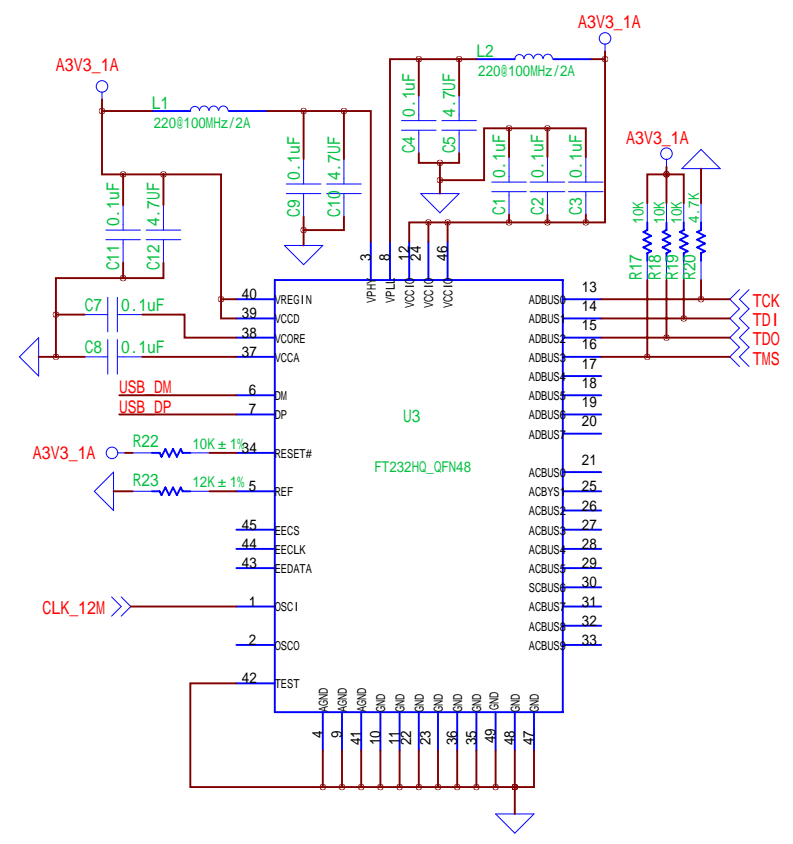 A3V3_1A
L2
220@100MHz/2A
A3V3_1A
L1
220@100MHz/2A
C4 0.1uF
C5 4.7UF
A3V3_1A
C9 0.1uF
C10 4.7UF
C1 0.1uF
C2 0.1uF
C3 0.1uF
C11 0.1uF
C12 4.7UF
R17 10K
R18 10K
R19 10K
R20 4.7K
3 VPHY
8 VPLL
12 VCCIO
24 VCCIO
46 VCCIO
C7 0.1uF
C8 0.1uF
40 VREGIN
39 VCCD
38 VCORE
37 VCCA
USB_DM 6 DM
USB_DP 7 DP
A3V3_1A R22 10K±1% 34 RESET#
R23 12K±1% 5 REF
45 EECS
44 EECLK
43 EEDATA
CLK_12M 1 OSCI
2 OSCO
42 TEST
U3
FT232HQ_QFN48
ADBUS0 13 TCK
ADBUS1 14 TDI
ADBUS2 15 TDO
ADBUS3 16 TMS
ADBUS4 17
ADBUS5 18
ADBUS6 19
ADBUS7 20
ACBUS0 21
ACBYS1 25
ACBUS2 26
ACBUS3 27
ACBUS4 28
ACBUS5 29
SCBUS6 30
ACBUS7 31
ACBUS8 32
ACBUS9 33
AGND 4
AGND 9
AGND 41
GND 10
GND 11
GND 22
GND 23
GND 36
GND 35
GND 49
GND 48
GND 47